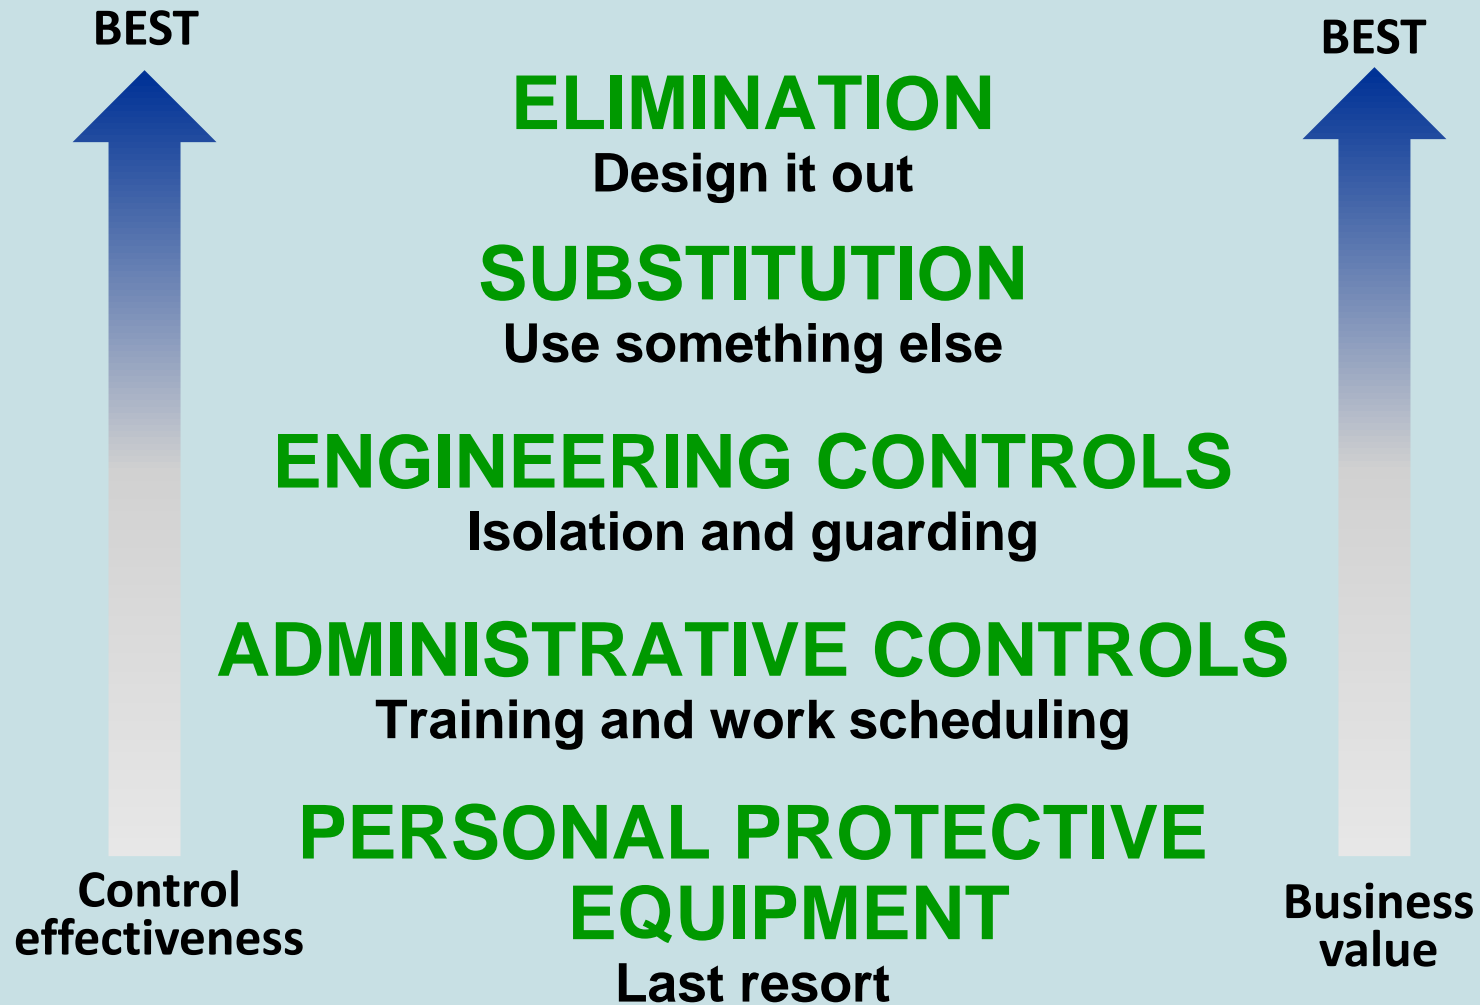 BEST
BEST
ELIMINATION
Design it out
SUBSTITUTION
Use something else
ENGINEERING CONTROLS
Isolation and guarding
ADMINISTRATIVE CONTROLS
Training and work scheduling
PERSONAL PROTECTIVE
EQUIPMENT
Last resort
Control
effectiveness
Business
value